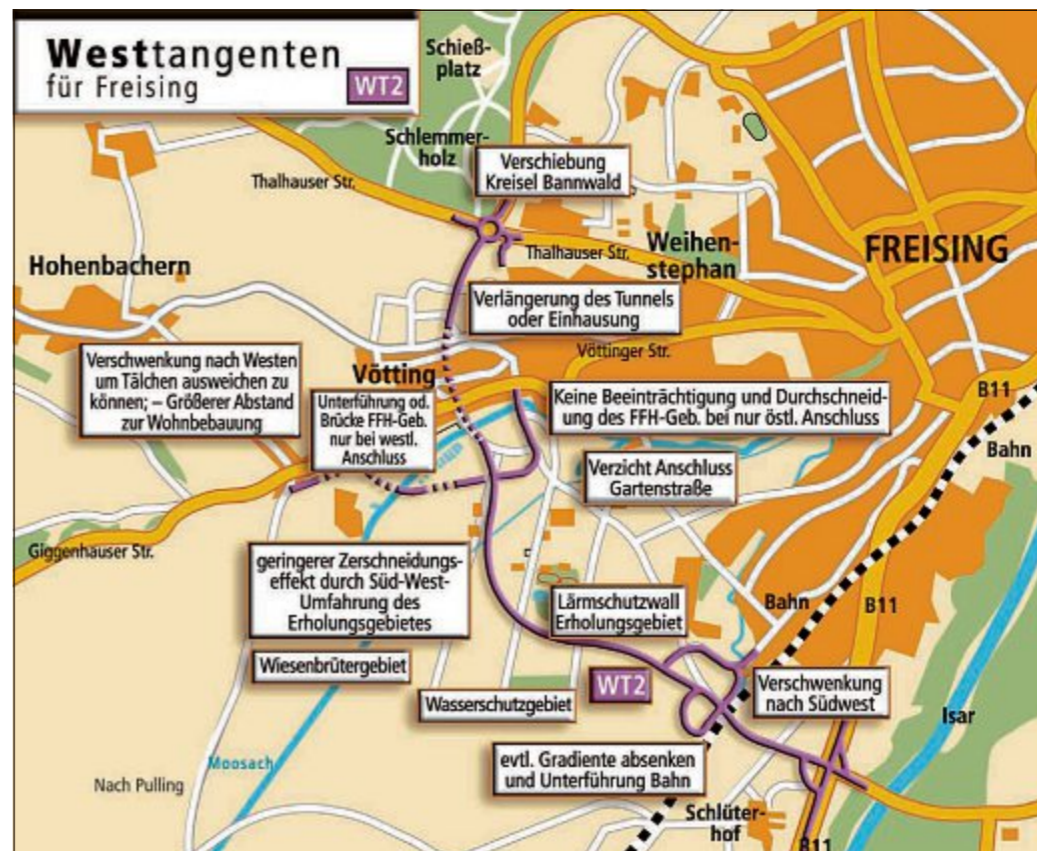 Westtangenten
für Freising
WT2
Schieß-
platz
Schlemmer-
holz
Verschiebung
Kreisel Bannwald
Thalhauser Str.
Thalhauser Str.
Weihen-
stephan
FREISING
Hohenbachern
Verlängerung des Tunnels
oder Einhausung
Vöttinger Str.
Verschwenkung nach Westen
um Tälchen ausweichen zu
können; – Größerer Abstand
zur Wohnbebauung
Vötting
Unterführung od.
Brücke FFH-Geb.
nur bei westl.
Anschluss
Keine Beeinträchtigung und Durchschneid-
ung des FFH-Geb. bei nur östl. Anschluss
B11
Bahn
Verzicht Anschluss
Gartenstraße
Giggenhauser Str.
geringerer Zerschneidungs-
effekt durch Süd-West-
Umfahrung des
Erholungsgebietes
Lärmschutzwall
Erholungsgebiet
Bahn
B11
Wiesenbrütergebiet
WT2
Wasserschutzgebiet
Verschwenkung
nach Südwest
Isar
evtl. Gradiente absenken
und Unterführung Bahn
Moosach
Nach Pulling
Schlüter-
hof
B11